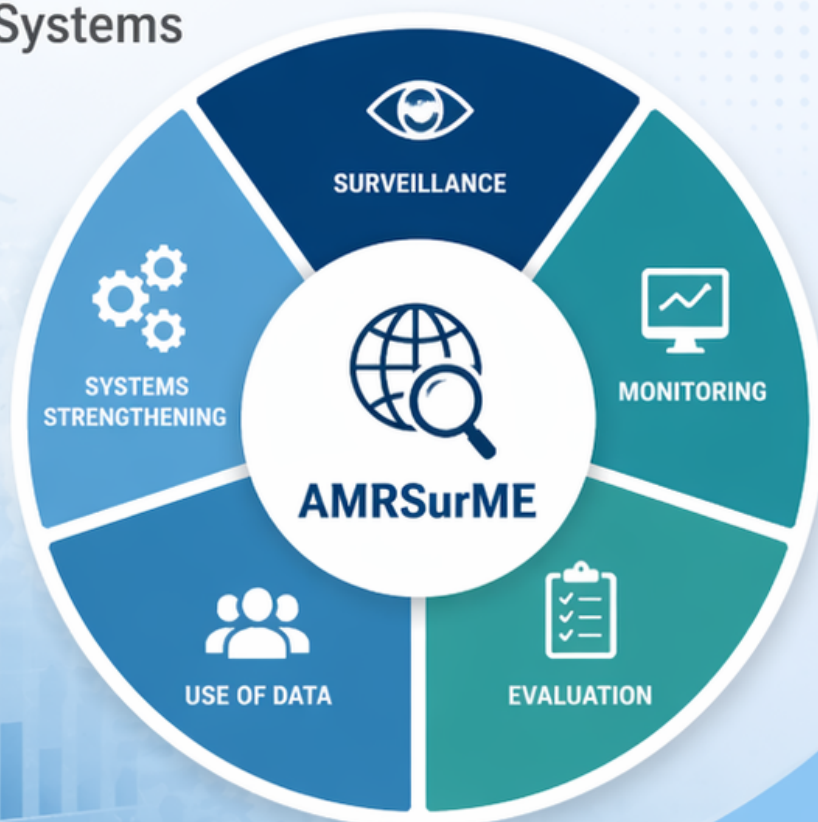 Systems
SURVEILLANCE
MONITORING
SYSTEMS
STRENGTHENING
AMRSurME
USE OF DATA
EVALUATION